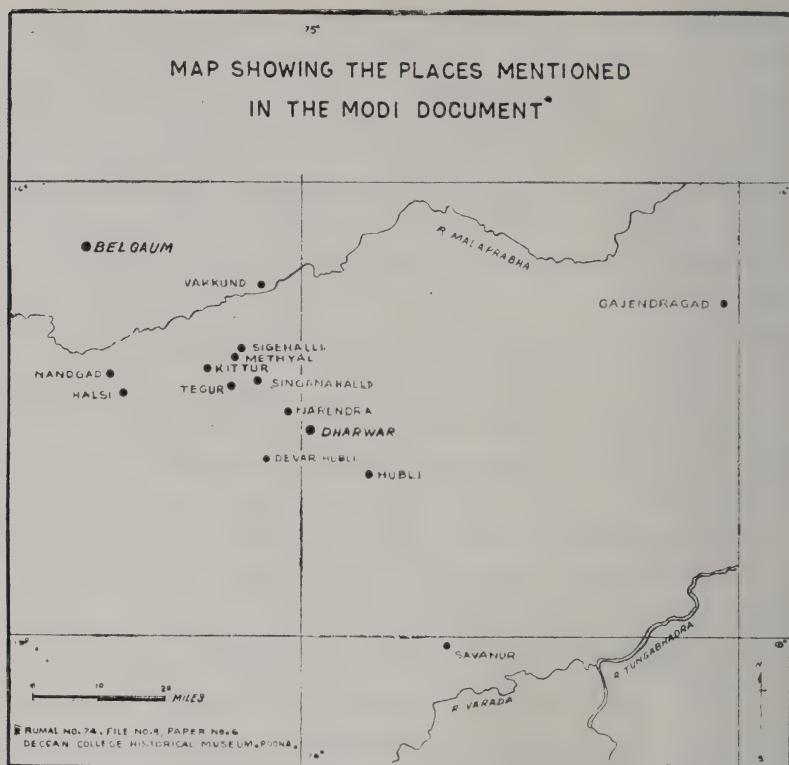 75°
MAP SHOWING THE PLACES MENTIONED
IN THE MODI DOCUMENT*
16°
BELGAUM
R. MALAPRABHA
VAKKUND
GAJENDRAGAD
SIGEHALLI
METHYAL
KITTUR
NANDGAD
SINGANAHALLI
TEGUR
HALSI
NARENDRA
DHARWAR
DEVAR HUBLI
HUBLI
SAVANUR
R. TUNGABHADRA
N
R. VARADA
0 10 20
MILES
* RUMAL NO. 74, FILE NO. 9, PAPER NO. 6
DECCAN COLLEGE HISTORICAL MUSEUM, POONA.
S